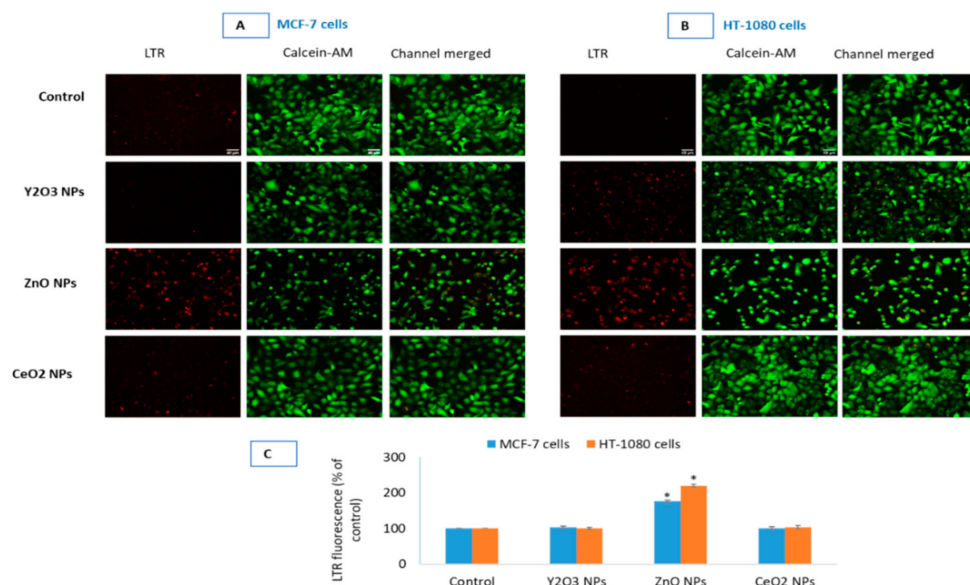 A MCF-7 cells B HT-1080 cells
LTR Calcein-AM Channel merged LTR Calcein-AM Channel merged
Control
Y2O3 NPs
ZnO NPs
CeO2 NPs
C
MCF-7 cells HT-1080 cells
LTR fluorescence (% of
control)
300
200
100
0
Control Y2O3 NPs ZnO NPs CeO2 NPs
* *